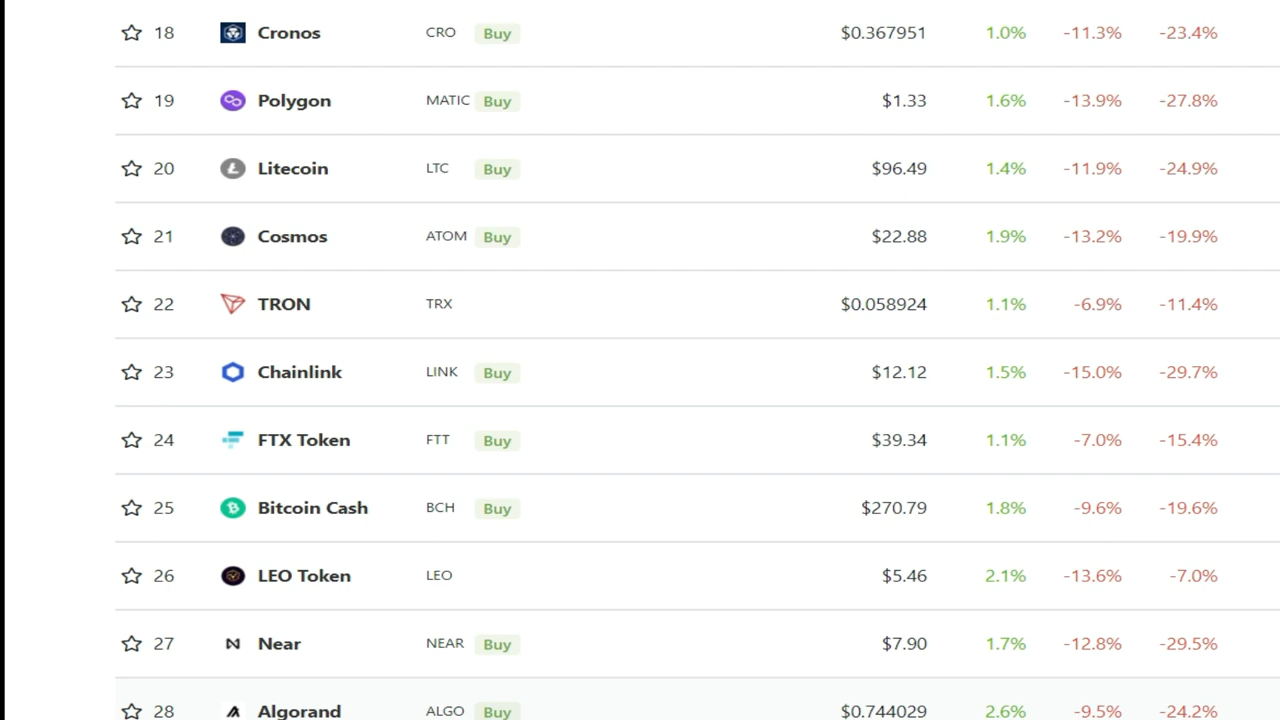 18 Cronos CRO Buy $0.367951 1.0% -11.3% -23.4%
19 Polygon MATIC Buy $1.33 1.6% -13.9% -27.8%
20 Litecoin LTC Buy $96.49 1.4% -11.9% -24.9%
21 Cosmos ATOM Buy $22.88 1.9% -13.2% -19.9%
22 TRON TRX $0.058924 1.1% -6.9% -11.4%
23 Chainlink LINK Buy $12.12 1.5% -15.0% -29.7%
24 FTX Token FTT Buy $39.34 1.1% -7.0% -15.4%
25 Bitcoin Cash BCH Buy $270.79 1.8% -9.6% -19.6%
26 LEO Token LEO $5.46 2.1% -13.6% -7.0%
27 Near NEAR Buy $7.90 1.7% -12.8% -29.5%
28 Algorand ALGO Buy $0.744029 2.6% -9.5% -24.2%